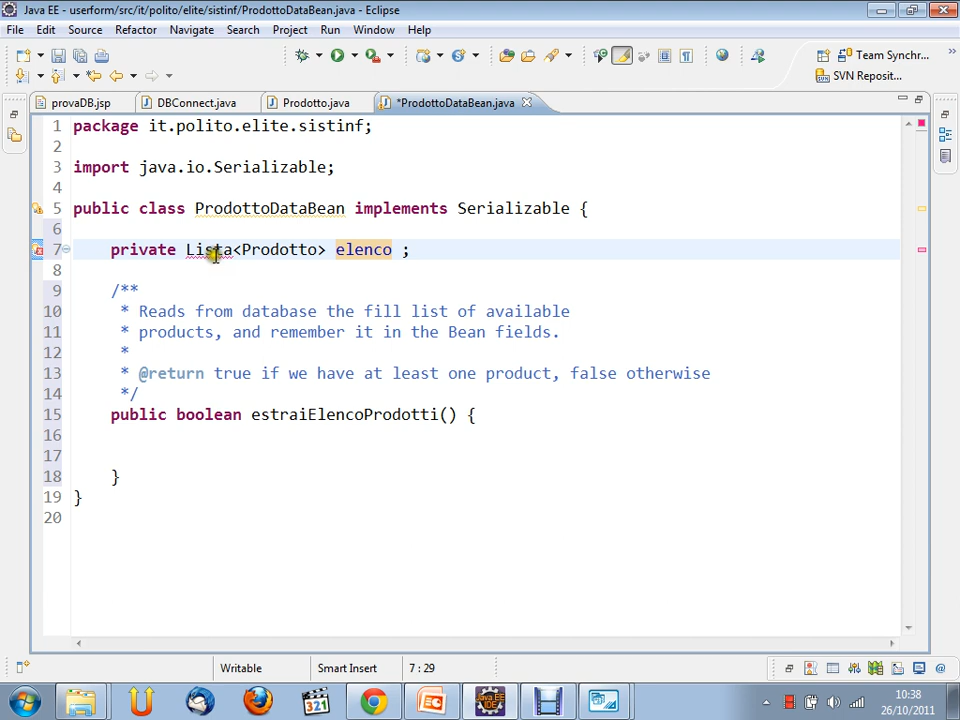 Java EE - userform/src/it/polito/elite/sistinf/ProdottoDataBean.java - Eclipse
File Edit Source Refactor Navigate Search Project Run Window Help
Team Synchr... »
SVN Reposit...
provaDB.jsp DBConnect.java Prodotto.java *ProdottoDataBean.java
1 package it.polito.elite.sistinf;
2
3 import java.io.Serializable;
4
5 public class ProdottoDataBean implements Serializable {
6
7 private Lista<Prodotto> elenco ;
8
9 /**
10 * Reads from database the fill list of available
11 * products, and remember it in the Bean fields.
12 *
13 * @return true if we have at least one product, false otherwise
14 */
15 public boolean estraiElencoProdotti() {
16
17
18 }
19 }
20
Writable Smart Insert 7 : 29
10:38
26/10/2011